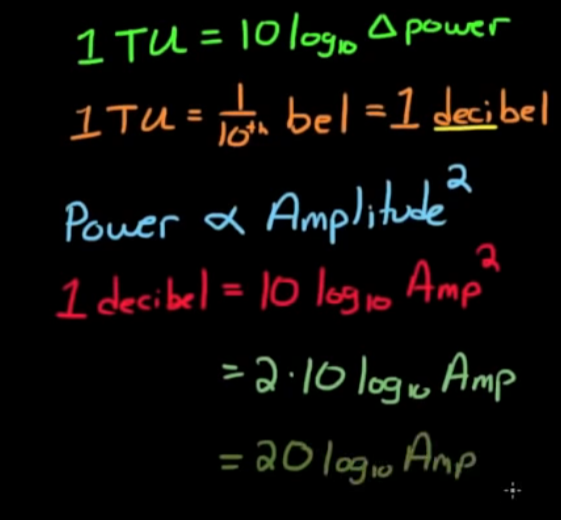 1 TU = 10 log₁₀ Δ power
1 TU = 1/10ᵗʰ bel = 1 decibel
Power ∝ Amplitude²
1 decibel = 10 log₁₀ Amp²
= 2·10 log₁₀ Amp
= 20 log₁₀ Amp